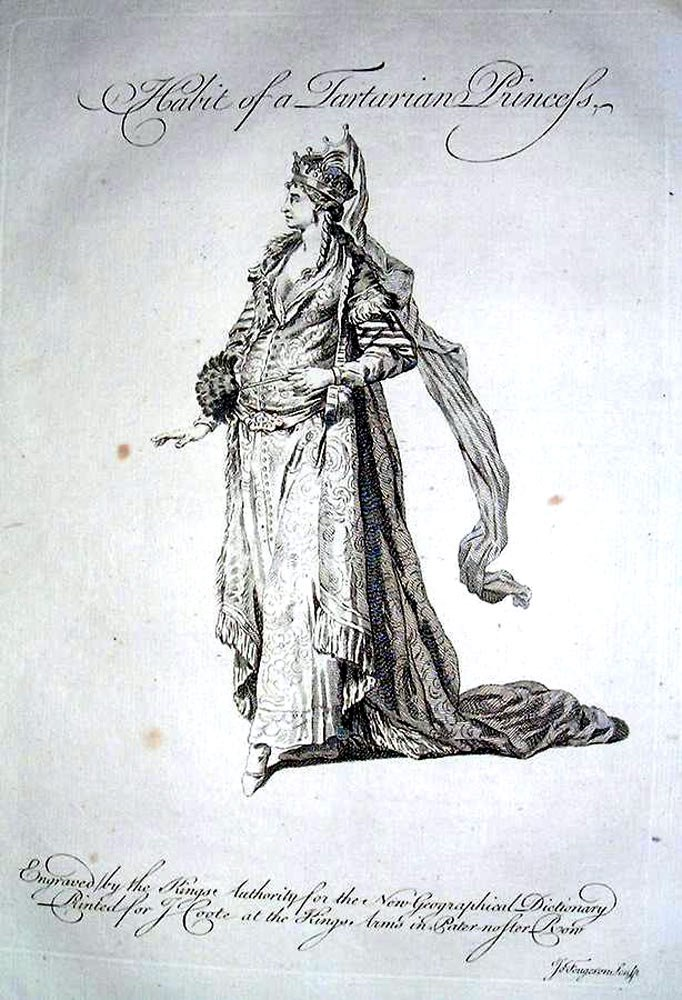 Habit of a Tartarian Princeſs,
Engraved by the Kings Authority for the New Geographical Dictionary
Printed for J Coote at the Kings Arms in Pater noſter Row
Sculp